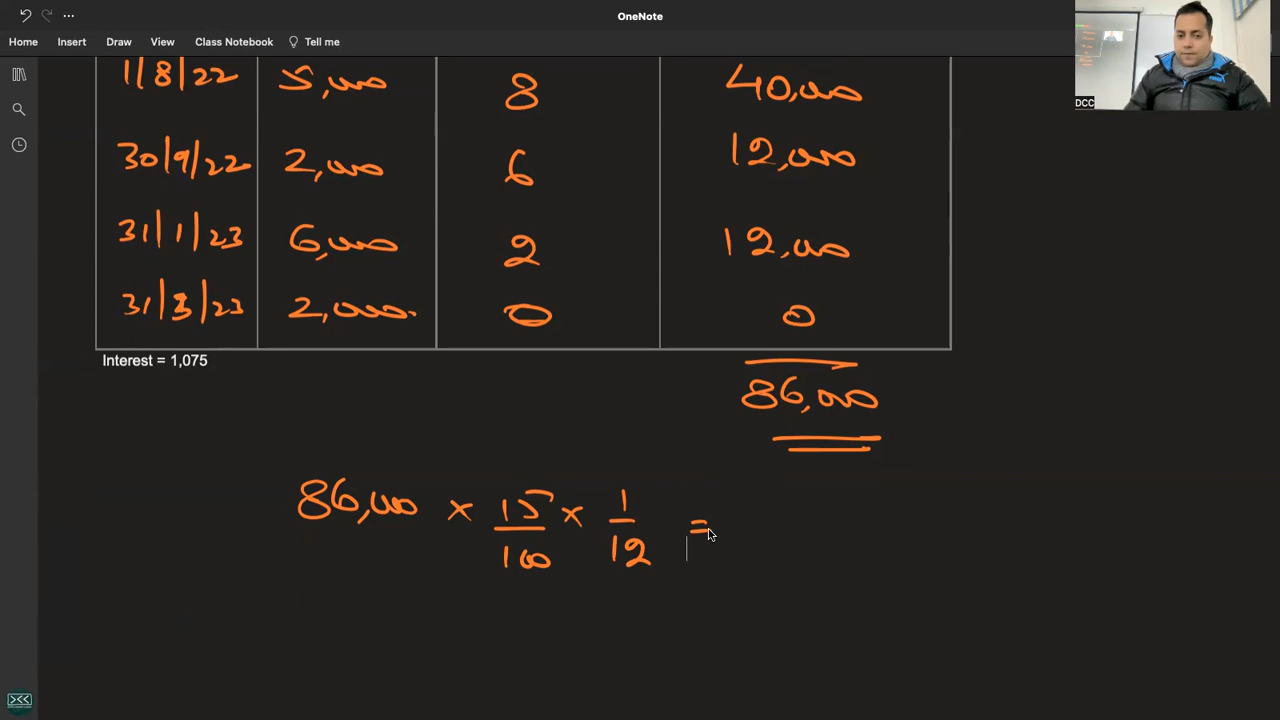 OneNote
Home Insert Draw View Class Notebook Tell me
DCC
1/8/22 5,000 8 40,000
30/9/22 2,000 6 12,000
31/1/23 6,000 2 12,000
31/3/23 2,000 0 0
Interest = 1,075
86,000
86,000 × 15/100 × 1/12 =